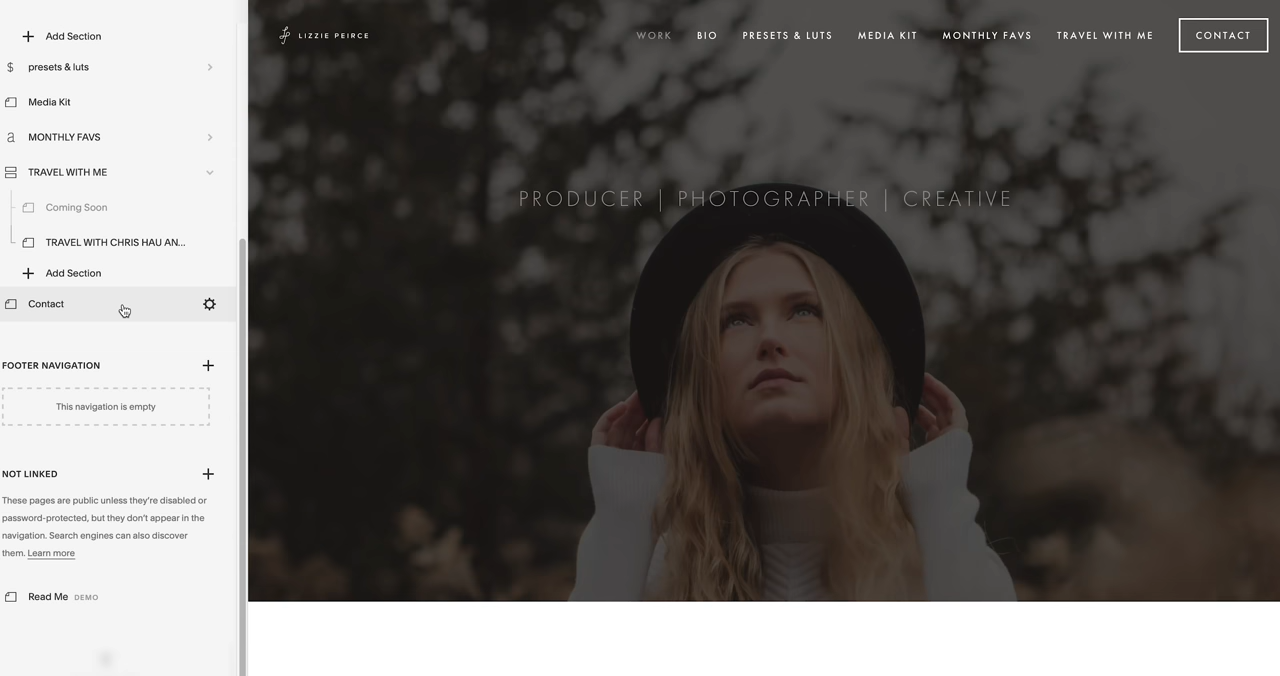 Add Section
$ presets & luts
Media Kit
a MONTHLY FAVS
TRAVEL WITH ME
Coming Soon
TRAVEL WITH CHRIS HAU AN...
Add Section
Contact
FOOTER NAVIGATION
This navigation is empty
NOT LINKED
These pages are public unless they're disabled or
password-protected, but they don't appear in the
navigation. Search engines can also discover
them. Learn more
Read Me DEMO
LIZZIE PEIRCE
WORK BIO PRESETS & LUTS MEDIA KIT MONTHLY FAVS TRAVEL WITH ME CONTACT
PRODUCER | PHOTOGRAPHER | CREATIVE